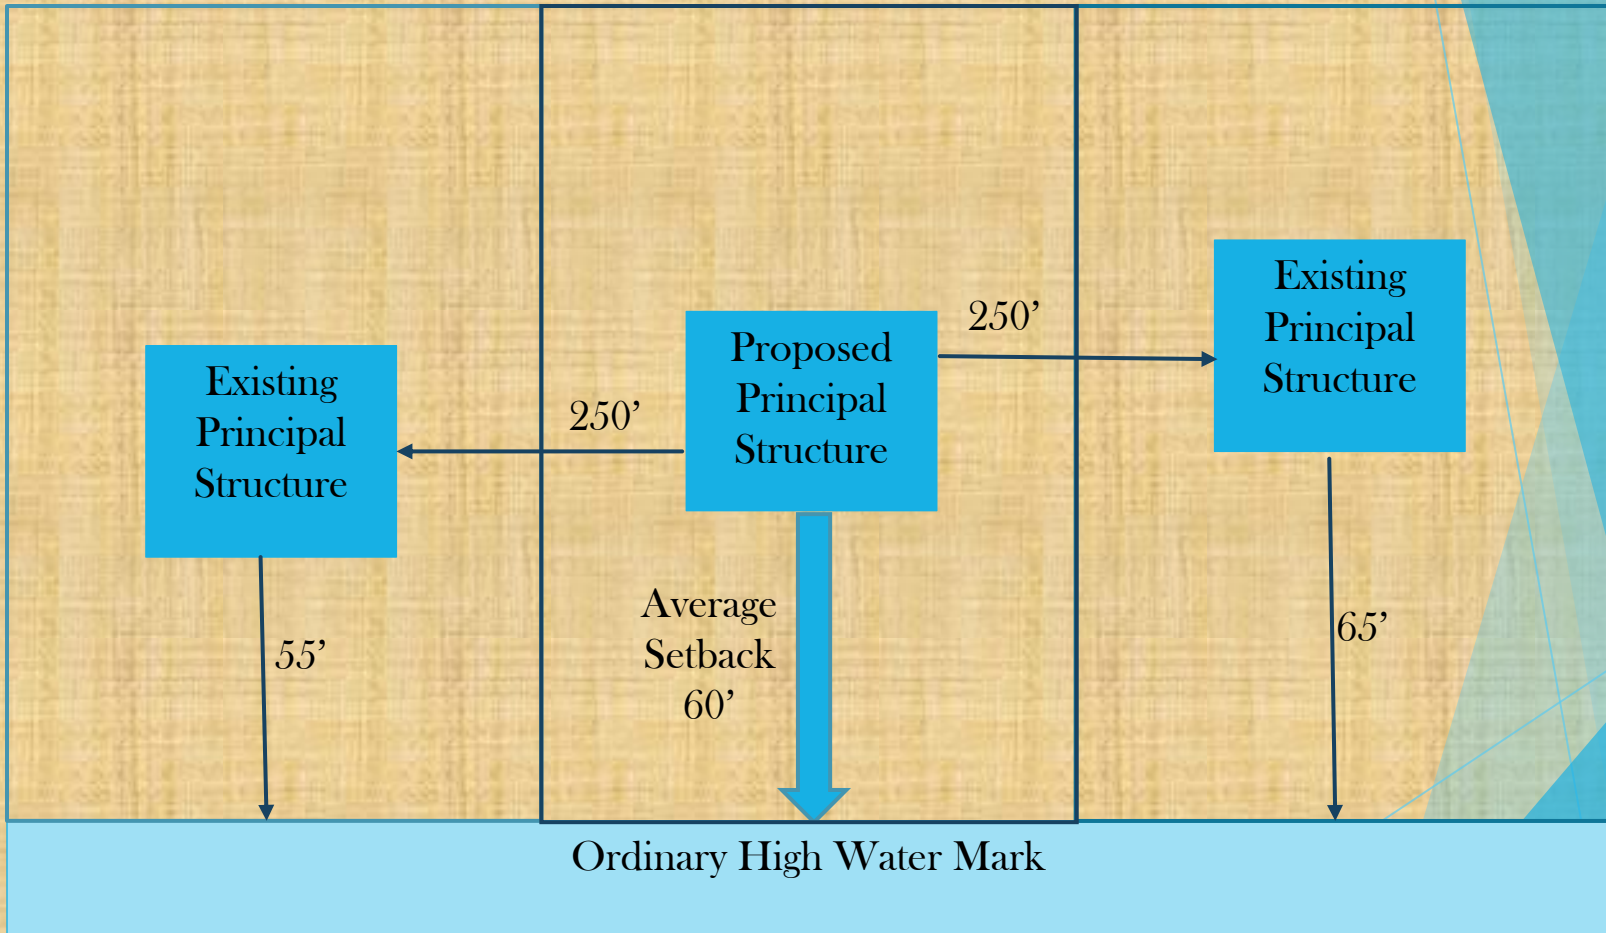 Existing
Principal
Structure
250’
Proposed
Principal
Structure
250’
Existing
Principal
Structure
55’
Average
Setback
60’
65’
Ordinary High Water Mark